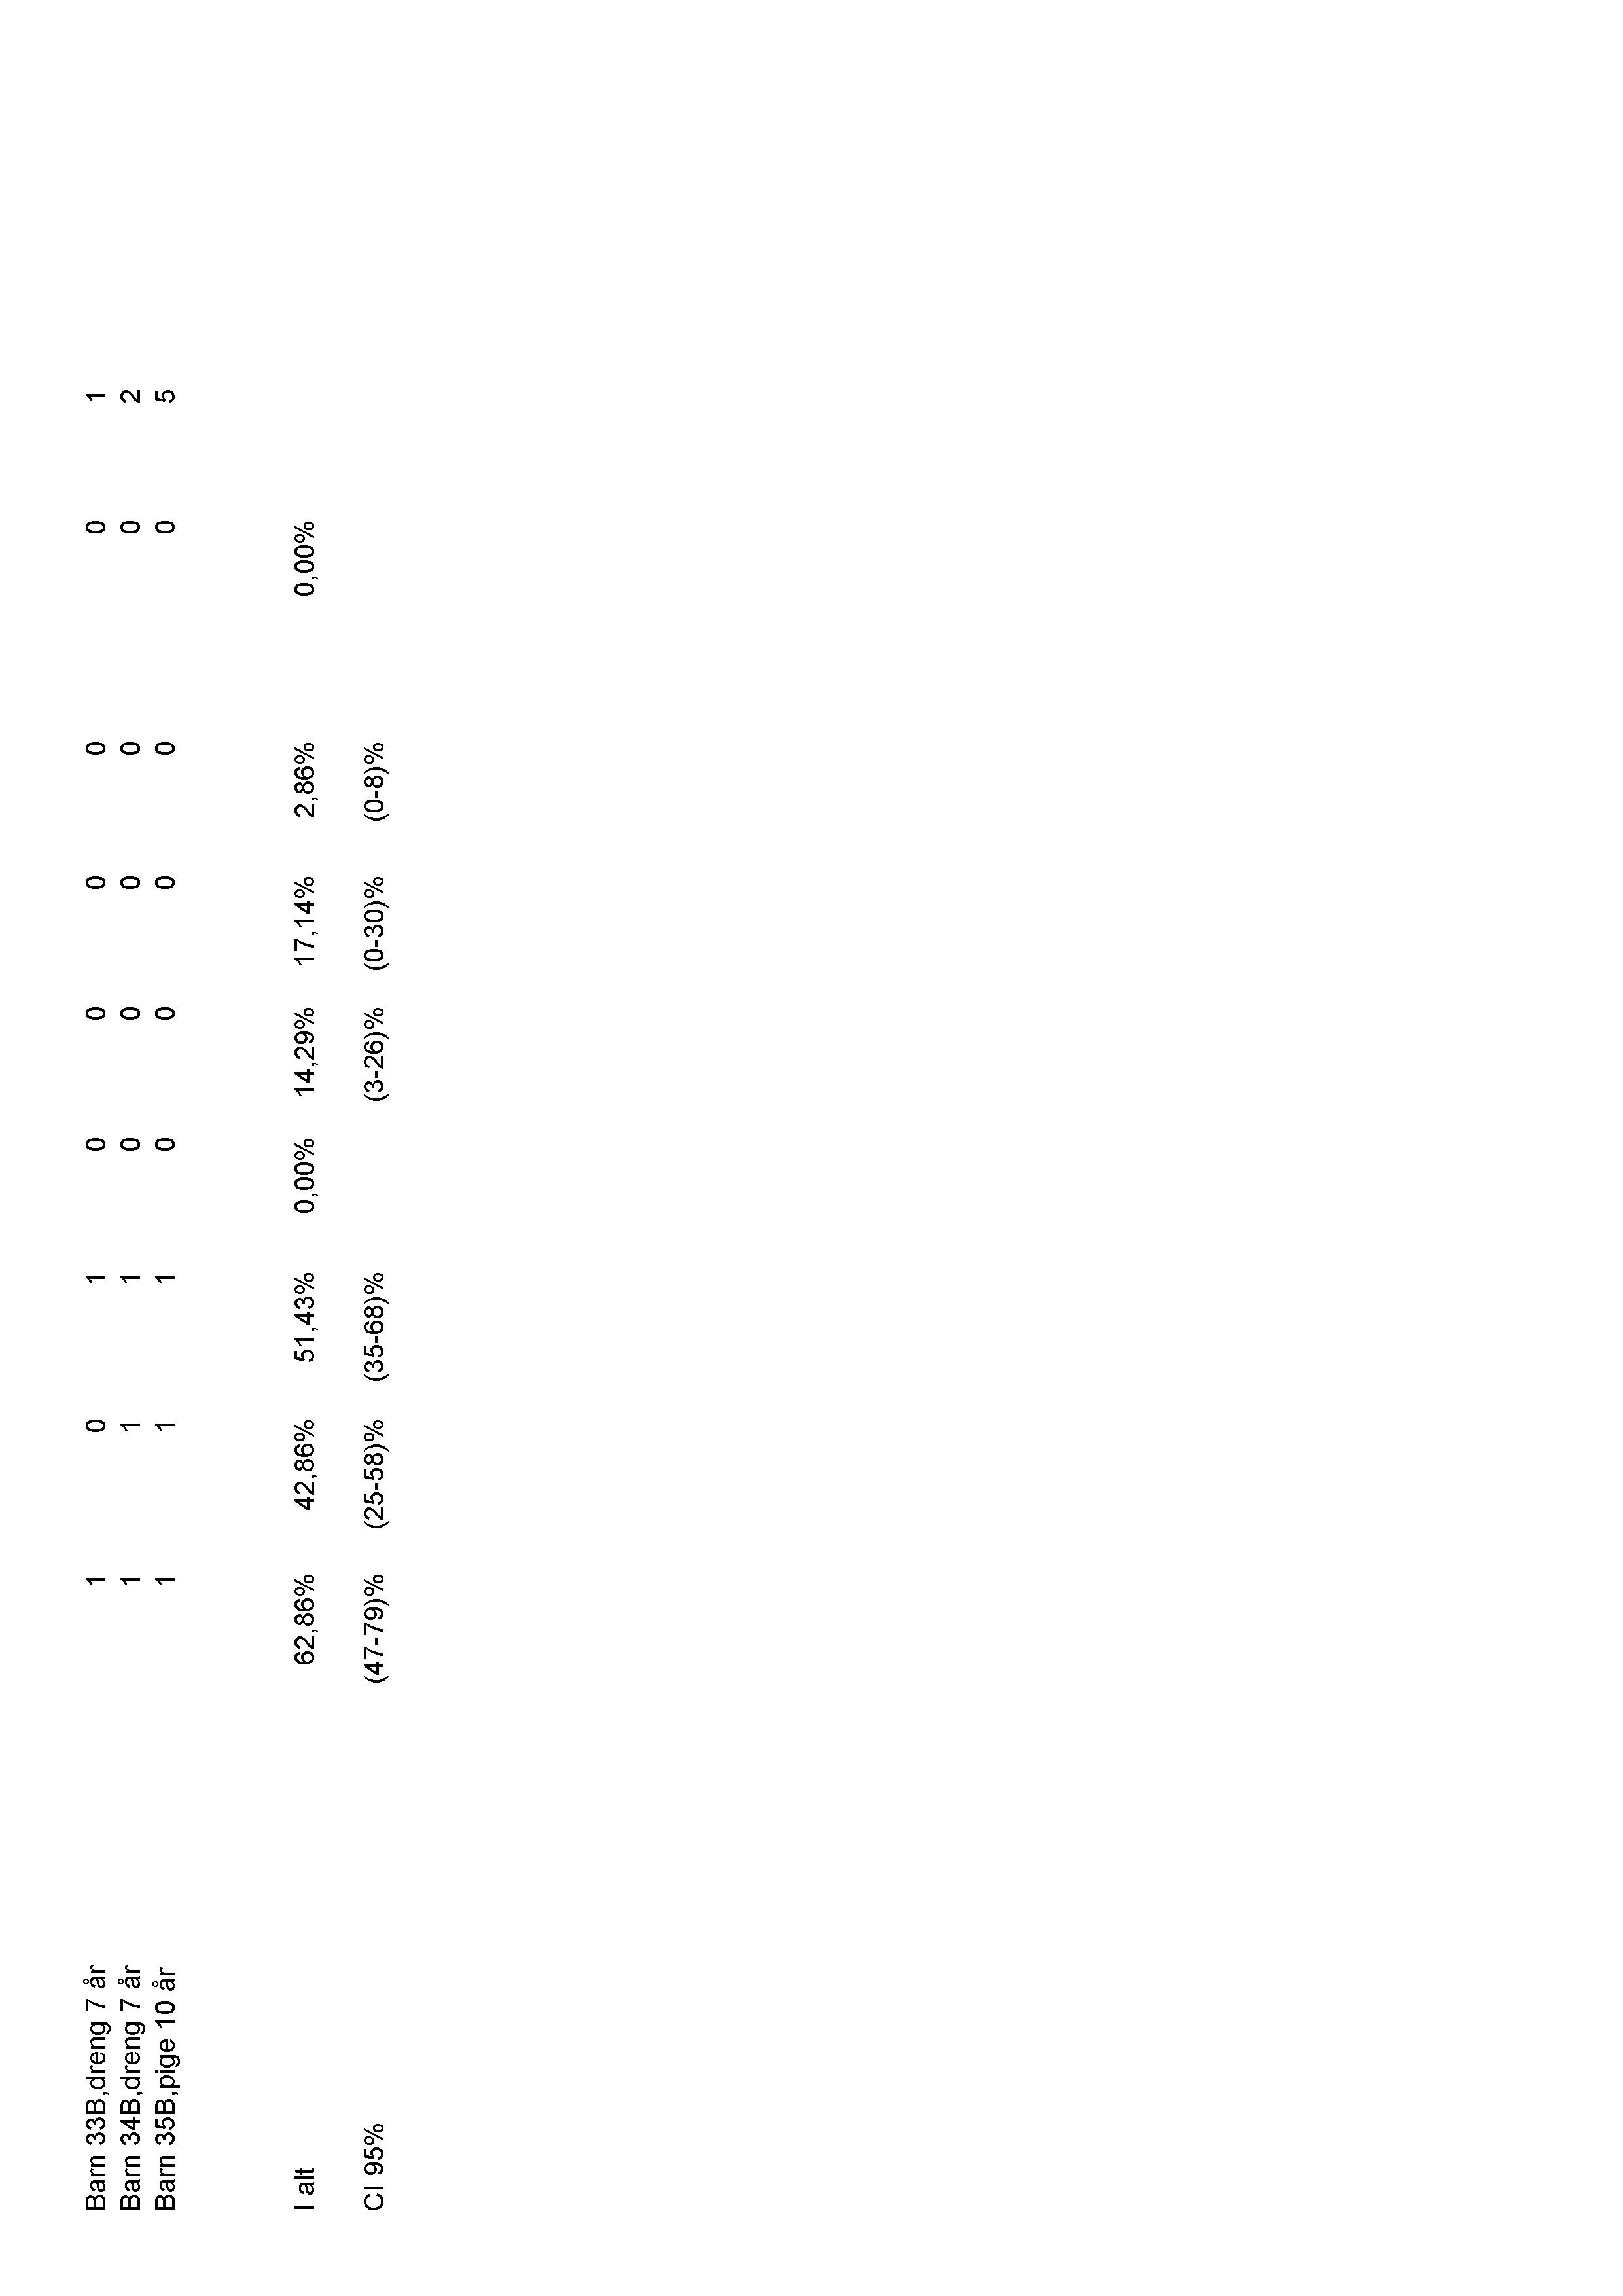 Barn 33B,dreng 7 år 1 0 1 0 0 0 0 0 1
Barn 34B,dreng 7 år 1 1 1 0 0 0 0 0 2
Barn 35B,pige 10 år 1 1 1 0 0 0 0 0 5
I alt 62,86% 42,86% 51,43% 0,00% 14,29% 17,14% 2,86% 0,00%
CI 95% (47-79)% (25-58)% (35-68)% (3-26)% (0-30)% (0-8)%